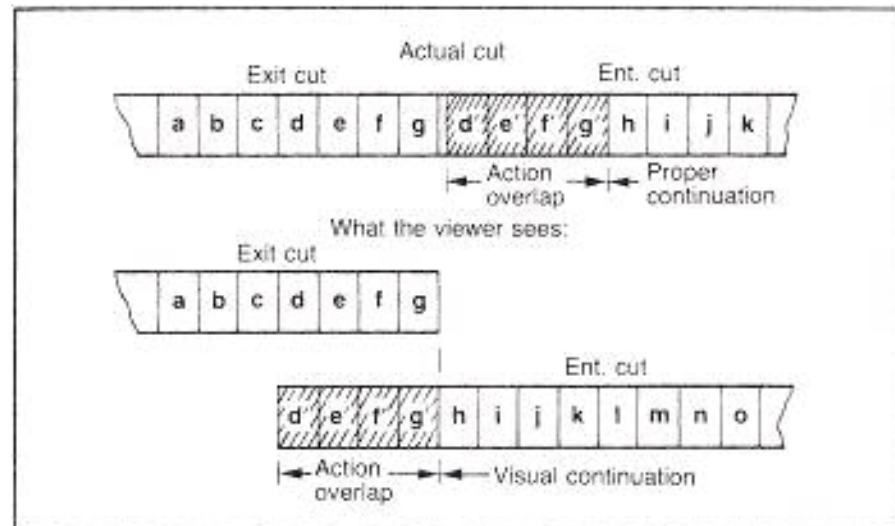 Actual cut
Exit cut Ent. cut
a b c d e f g d' e' f' g' h i j k
Action overlap Proper continuation
What the viewer sees:
Exit cut
a b c d e f g
Ent. cut
d' e' f' g' h i j k l m n o
Action overlap Visual continuation